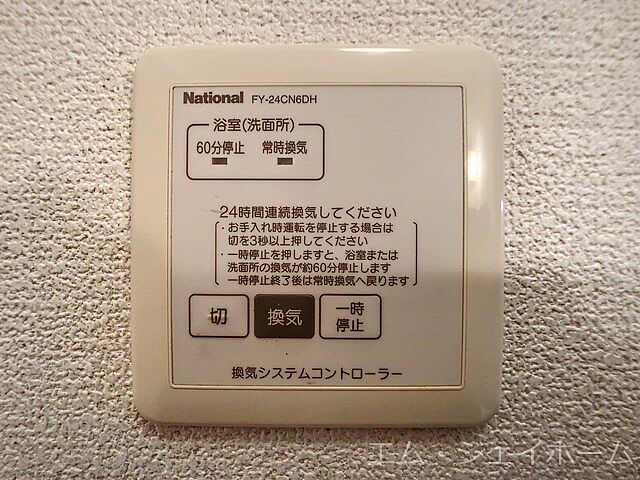 National FY-24CN6DH
浴室(洗面所)
60分停止 常時換気
24時間連続換気してください
・お手入れ時運転を停止する場合は
切を3秒以上押してください
・一時停止を押しますと、浴室または
洗面所の換気が約60分停止します
一時停止終了後は常時換気へ戻ります
切 換気 一時
停止
換気システムコントローラー
エム・ジェイホーム